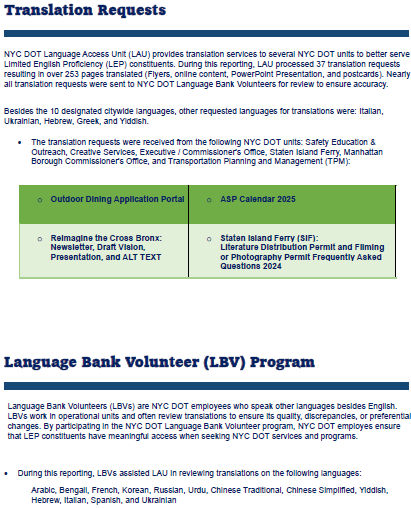 Translation Requests
NYC DOT Language Access Unit (LAU) provides translation services to several NYC DOT units to better serve
Limited English Proficiency (LEP) constituents. During this reporting, LAU processed 37 translation requests
resulting in over 253 pages translated (Flyers, online content, PowerPoint Presentation, and postcards). Nearly
all translation requests were sent to NYC DOT Language Bank Volunteers for review to ensure accuracy.
Besides the 10 designated citywide languages, other requested languages for translations were: Italian,
Ukrainian, Hebrew, Greek, and Yiddish.
• The translation requests were received from the following NYC DOT units: Safety Education &
Outreach, Creative Services, Executive / Commissioner's Office, Staten Island Ferry, Manhattan
Borough Commissioner's Office, and Transportation Planning and Management (TPM):
○ Outdoor Dining Application Portal
○ ASP Calendar 2025
○ Reimagine the Cross Bronx:
Newsletter, Draft Vision,
Presentation, and ALT TEXT
○ Staten Island Ferry (SIF):
Literature Distribution Permit and Filming
or Photography Permit Frequently Asked
Questions 2024
Language Bank Volunteer (LBV) Program
Language Bank Volunteers (LBVs) are NYC DOT employees who speak other languages besides English.
LBVs work in operational units and often review translations to ensure its quality, discrepancies, or preferential
changes. By participating in the NYC DOT Language Bank Volunteer program, NYC DOT employees ensure
that LEP constituents have meaningful access when seeking NYC DOT services and programs.
• During this reporting, LBVs assisted LAU in reviewing translations on the following languages:
Arabic, Bengali, French, Korean, Russian, Urdu, Chinese Traditional, Chinese Simplified, Yiddish,
Hebrew, Italian, Spanish, and Ukrainian